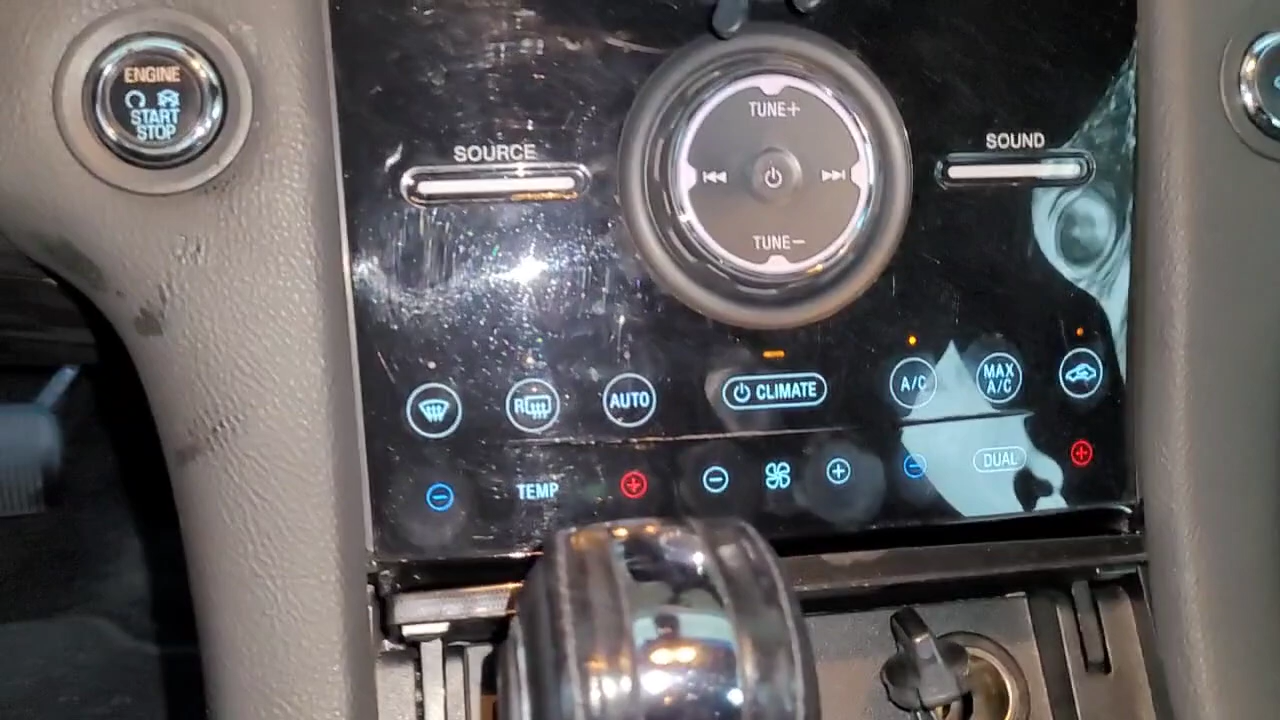 ENGINE
START
STOP
SOURCE
TUNE+
SOUND
TUNE-
R
AUTO
CLIMATE
A/C
MAX
A/C
TEMP
DUAL